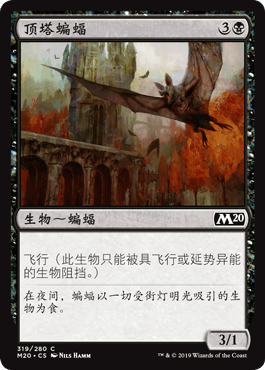 顶塔蝙蝠 3
生物～蝙蝠 M20
飞行（此生物只能被具飞行或延势异能
的生物阻挡。）
在夜间，蝙蝠以一切受街灯明光吸引的生
物为食。
3/1
319/280 C
M20 • CS NILS HAMM ™ & © 2019 Wizards of the Coast